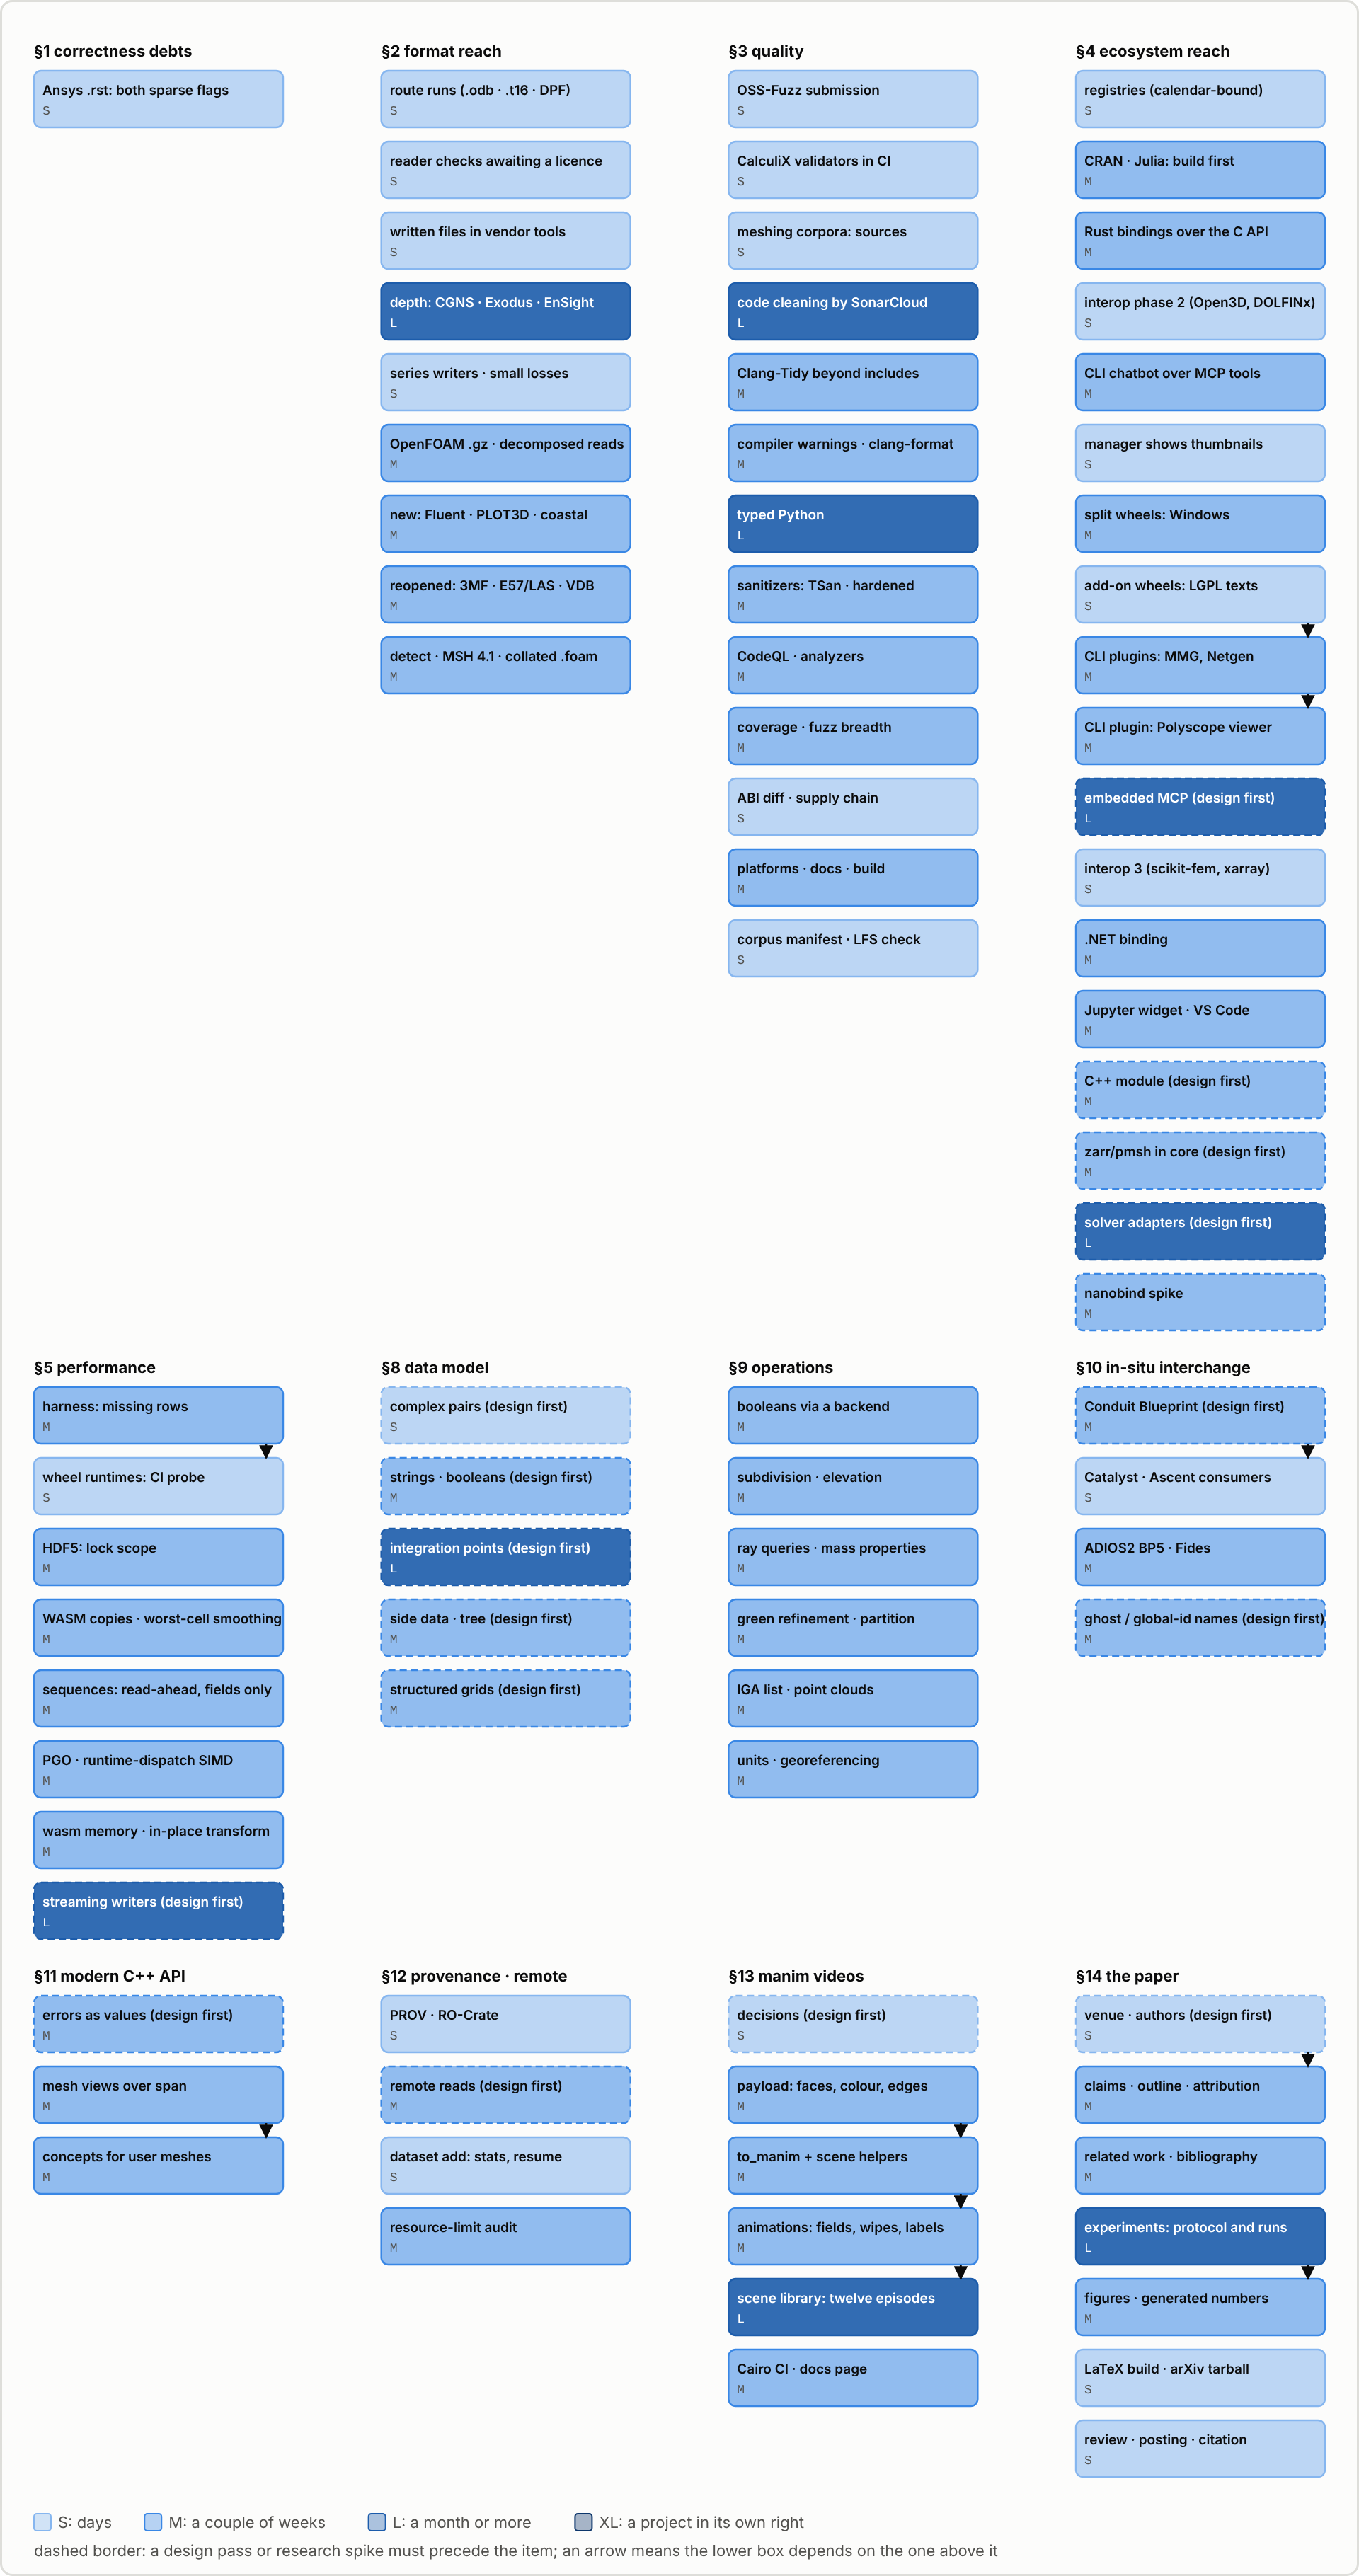 §1 correctness debts
Ansys .rst: both sparse flags
S
§2 format reach
route runs (.odb · .t16 · DPF)
S
reader checks awaiting a licence
S
written files in vendor tools
S
depth: CGNS · Exodus · EnSight
L
series writers · small losses
S
OpenFOAM .gz · decomposed reads
M
new: Fluent · PLOT3D · coastal
M
reopened: 3MF · E57/LAS · VDB
M
detect · MSH 4.1 · collated .foam
M
§3 quality
OSS-Fuzz submission
S
CalculiX validators in CI
S
meshing corpora: sources
S
code cleaning by SonarCloud
L
Clang-Tidy beyond includes
M
compiler warnings · clang-format
M
typed Python
L
sanitizers: TSan · hardened
M
CodeQL · analyzers
M
coverage · fuzz breadth
M
ABI diff · supply chain
S
platforms · docs · build
M
corpus manifest · LFS check
S
§4 ecosystem reach
registries (calendar-bound)
S
CRAN · Julia: build first
M
Rust bindings over the C API
M
interop phase 2 (Open3D, DOLFINx)
S
CLI chatbot over MCP tools
M
manager shows thumbnails
S
split wheels: Windows
M
add-on wheels: LGPL texts
S
CLI plugins: MMG, Netgen
M
CLI plugin: Polyscope viewer
M
embedded MCP (design first)
L
interop 3 (scikit-fem, xarray)
S
.NET binding
M
Jupyter widget · VS Code
M
C++ module (design first)
M
zarr/pmsh in core (design first)
M
solver adapters (design first)
L
nanobind spike
M
§5 performance
harness: missing rows
M
wheel runtimes: CI probe
S
HDF5: lock scope
M
WASM copies · worst-cell smoothing
M
sequences: read-ahead, fields only
M
PGO · runtime-dispatch SIMD
M
wasm memory · in-place transform
M
streaming writers (design first)
L
§8 data model
complex pairs (design first)
S
strings · booleans (design first)
M
integration points (design first)
L
side data · tree (design first)
M
structured grids (design first)
M
§9 operations
booleans via a backend
M
subdivision · elevation
M
ray queries · mass properties
M
green refinement · partition
M
IGA list · point clouds
M
units · georeferencing
M
§10 in-situ interchange
Conduit Blueprint (design first)
M
Catalyst · Ascent consumers
S
ADIOS2 BP5 · Fides
M
ghost / global-id names (design first)
M
§11 modern C++ API
errors as values (design first)
M
mesh views over span
M
concepts for user meshes
M
§12 provenance · remote
PROV · RO-Crate
S
remote reads (design first)
M
dataset add: stats, resume
S
resource-limit audit
M
§13 manim videos
decisions (design first)
S
payload: faces, colour, edges
M
to_manim + scene helpers
M
animations: fields, wipes, labels
M
scene library: twelve episodes
L
Cairo CI · docs page
M
§14 the paper
venue · authors (design first)
S
claims · outline · attribution
M
related work · bibliography
M
experiments: protocol and runs
L
figures · generated numbers
M
LaTeX build · arXiv tarball
S
review · posting · citation
S
S: days
M: a couple of weeks
L: a month or more
XL: a project in its own right
dashed border: a design pass or research spike must precede the item; an arrow means the lower box depends on the one above it